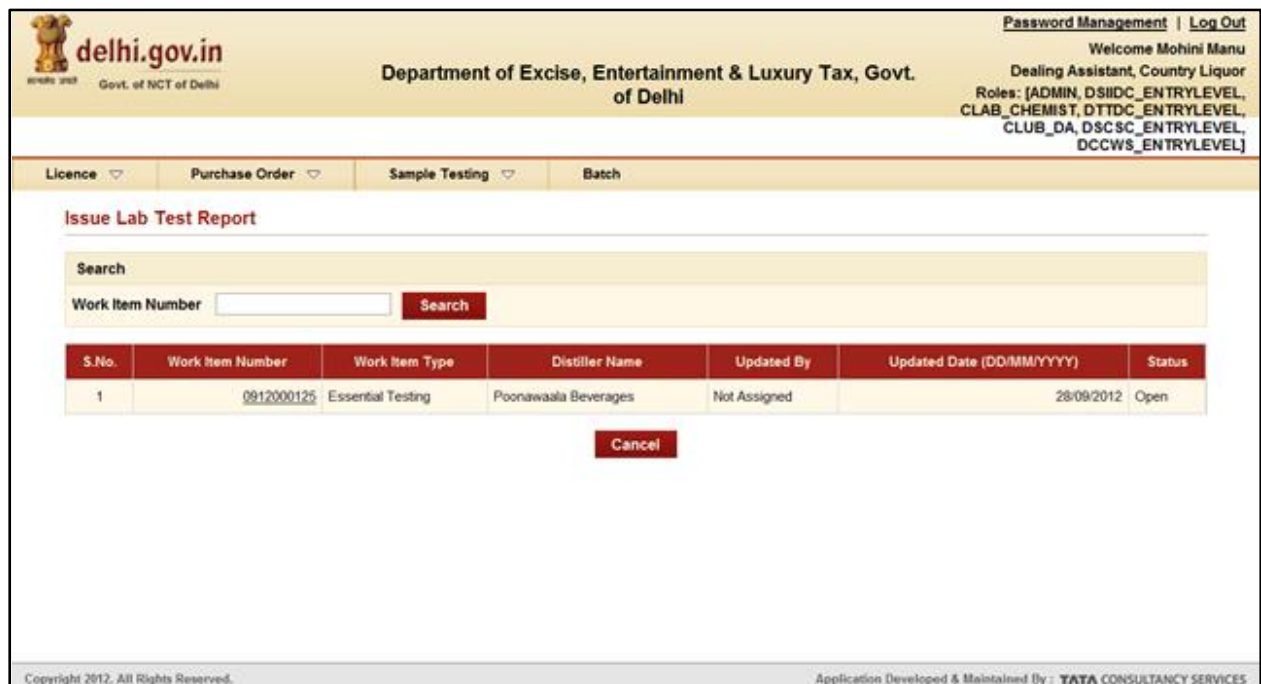 Password Management | Log Out
delhi.gov.in
Govt. of NCT of Delhi
सत्यमेव जयते
Department of Excise, Entertainment & Luxury Tax, Govt.
of Delhi
Welcome Mohini Manu
Dealing Assistant, Country Liquor
Roles: [ADMIN, DSIIDC_ENTRYLEVEL,
CLAB_CHEMIST, DTTDC_ENTRYLEVEL,
CLUB_DA, DSCSC_ENTRYLEVEL,
DCCWS_ENTRYLEVEL]
Licence Purchase Order Sample Testing Batch
Issue Lab Test Report
Search
Work Item Number Search
S.No. Work Item Number Work Item Type Distiller Name Updated By Updated Date (DD/MM/YYYY) Status
1 0912000125 Essential Testing Poonawaala Beverages Not Assigned 28/09/2012 Open
Cancel
Copyright 2012. All Rights Reserved. Application Developed & Maintained By : TATA CONSULTANCY SERVICES